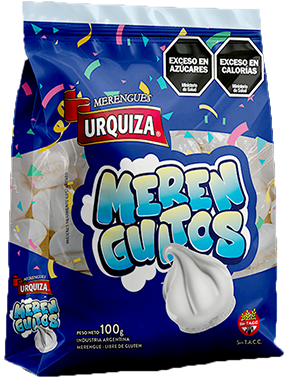 EXCESO EN
AZÚCARES
Ministerio
de Salud
EXCESO EN
CALORÍAS
Ministerio
de Salud
MERENGUES
URQUIZA®
MEREN
GUITOS
MERENGUES
URQUIZA
MEREN
GUITOS
PESO NETO 100g
INDUSTRIA ARGENTINA
MERENGUE - LIBRE DE GLUTEN
Sin T.A.C.C.
Sin T.A.C.C.